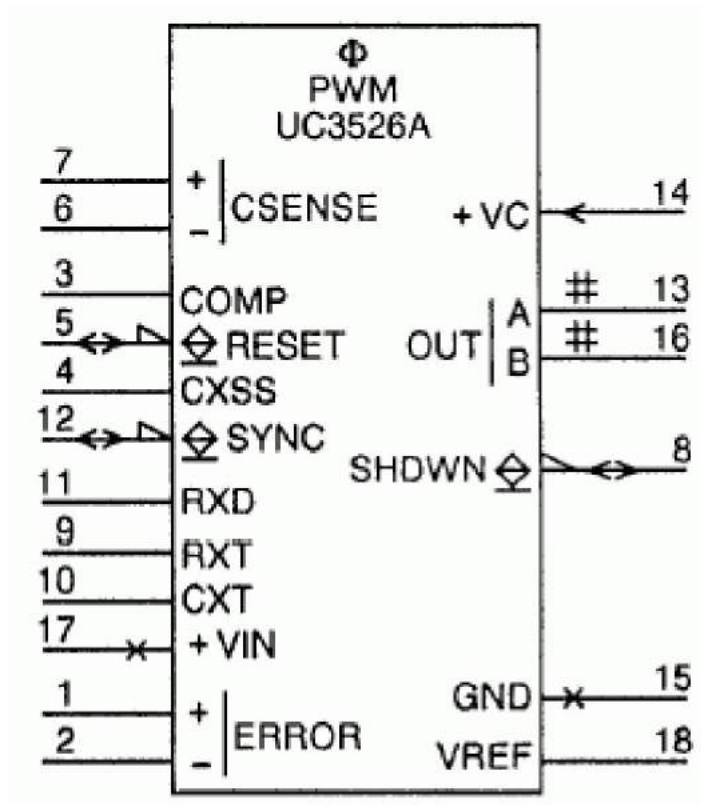 Φ
PWM
UC3526A
7 +
CSENSE
6 −
+ VC 14
3 COMP
A # 13
5 RESET
OUT
B # 16
4 CXSS
12 SYNC
SHDWN 8
11 RXD
9 RXT
10 CXT
17 + VIN
1 +
ERROR
2 −
GND 15
VREF 18